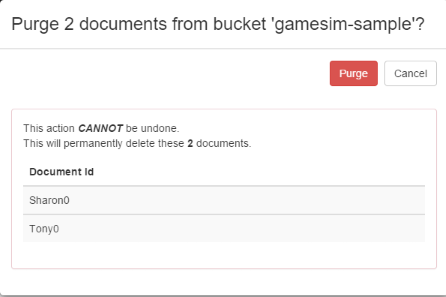 Purge 2 documents from bucket 'gamesim-sample'?
Purge Cancel
This action CANNOT be undone.
This will permanently delete these 2 documents.
Document Id
Sharon0
Tony0